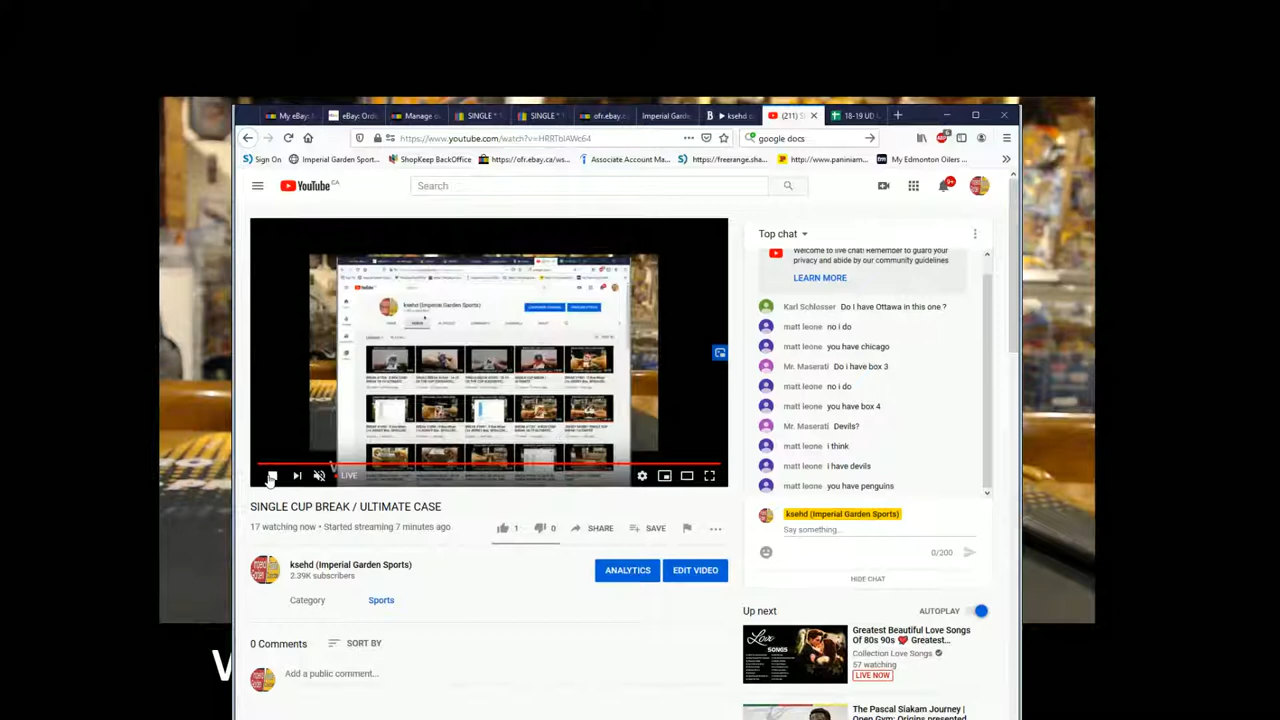 My eBay:
eBay: Ord
Manage o
SINGLE *
SINGLE *
ofr.ebay.c
Imperial Garde
ksehd
(211) S
18-19 UD
https://www.youtube.com/watch?v=HRRTbIAWc64
google docs
Sign On
Imperial Garden Sport...
ShopKeep BackOffice
https://ofr.ebay.ca/ws...
Associate Account Ma...
https://freerange.sha...
http://www.paniniam...
My Edmonton Oilers ...
YouTube CA
Search
9+
Top chat
Welcome to live chat! Remember to guard your
privacy and abide by our community guidelines
LEARN MORE
Karl Schlosser Do I have Ottawa in this one ?
matt leone no i do
matt leone you have chicago
Mr. Maserati Do i have box 3
matt leone no i do
matt leone you have box 4
Mr. Maserati Devils?
matt leone i think
matt leone i have devils
matt leone you have penguins
ksehd (Imperial Garden Sports)
LIVE
SINGLE CUP BREAK / ULTIMATE CASE
17 watching now • Started streaming 7 minutes ago
1
0
SHARE
SAVE
ksehd (Imperial Garden Sports)
Say something...
0/200
HIDE CHAT
ksehd (Imperial Garden Sports)
2.39K subscribers
ANALYTICS
EDIT VIDEO
Category
Sports
Up next
AUTOPLAY
0 Comments
SORT BY
Add a public comment...
Love
SONGS
Greatest Beautiful Love Songs
Of 80s 90s ❤ Greatest...
Collection Love Songs
57 watching
LIVE NOW
The Pascal Siakam Journey |
Open Gym: Origins presented